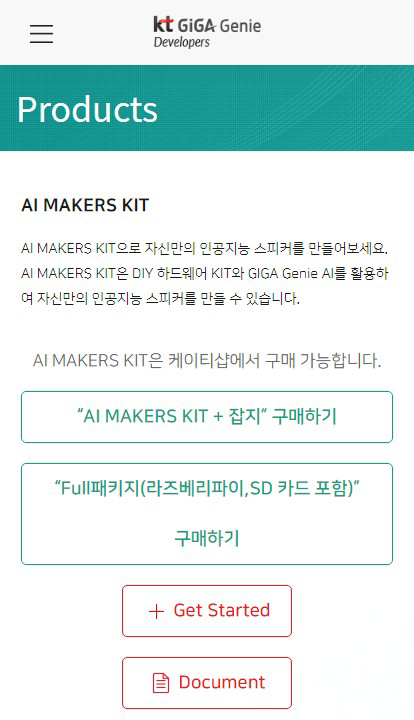 kt GiGA Genie
Developers
Products
AI MAKERS KIT
AI MAKERS KIT으로 자신만의 인공지능 스피커를 만들어보세요.
AI MAKERS KIT은 DIY 하드웨어 KIT와 GIGA Genie AI를 활용하
여 자신만의 인공지능 스피커를 만들 수 있습니다.
AI MAKERS KIT은 케이티샵에서 구매 가능합니다.
“AI MAKERS KIT + 잡지” 구매하기
“Full패키지(라즈베리파이,SD 카드 포함)”
구매하기
Get Started
Document